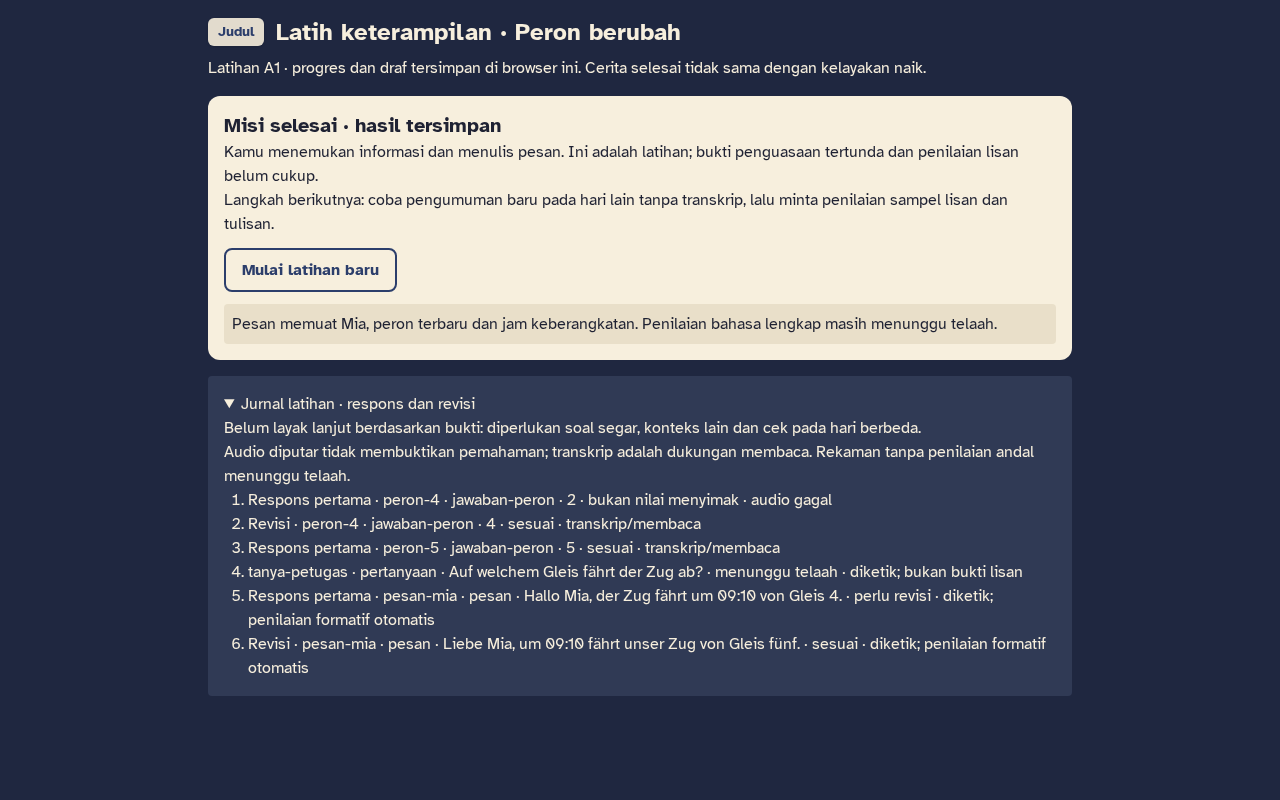 Judul
Latih keterampilan · Peron berubah
Latihan A1 · progres dan draf tersimpan di browser ini. Cerita selesai tidak sama dengan kelayakan naik.
Misi selesai · hasil tersimpan
Kamu menemukan informasi dan menulis pesan. Ini adalah latihan; bukti penguasaan tertunda dan penilaian lisan
belum cukup.
Langkah berikutnya: coba pengumuman baru pada hari lain tanpa transkrip, lalu minta penilaian sampel lisan dan
tulisan.
Mulai latihan baru
Pesan memuat Mia, peron terbaru dan jam keberangkatan. Penilaian bahasa lengkap masih menunggu telaah.
▼ Jurnal latihan · respons dan revisi
Belum layak lanjut berdasarkan bukti: diperlukan soal segar, konteks lain dan cek pada hari berbeda.
Audio diputar tidak membuktikan pemahaman; transkrip adalah dukungan membaca. Rekaman tanpa penilaian andal
menunggu telaah.
1. Respons pertama · peron-4 · jawaban-peron · 2 · bukan nilai menyimak · audio gagal
2. Revisi · peron-4 · jawaban-peron · 4 · sesuai · transkrip/membaca
3. Respons pertama · peron-5 · jawaban-peron · 5 · sesuai · transkrip/membaca
4. tanya-petugas · pertanyaan · Auf welchem Gleis fährt der Zug ab? · menunggu telaah · diketik; bukan bukti lisan
5. Respons pertama · pesan-mia · pesan · Hallo Mia, der Zug fährt um 09:10 von Gleis 4. · perlu revisi · diketik;
penilaian formatif otomatis
6. Revisi · pesan-mia · pesan · Liebe Mia, um 09:10 fährt unser Zug von Gleis fünf. · sesuai · diketik; penilaian formatif
otomatis